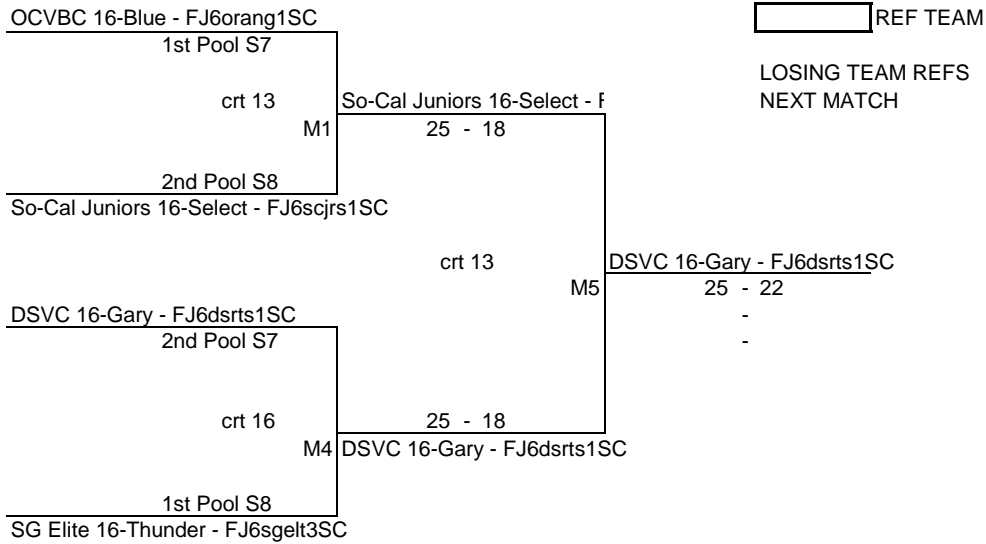 OCVBC 16-Blue - FJ6orang1SC
REF TEAM
1st Pool S7
LOSING TEAM REFS
crt 13
So-Cal Juniors 16-Select - F
NEXT MATCH
M1
25 - 18
2nd Pool S8
So-Cal Juniors 16-Select - FJ6scjrs1SC
crt 13
DSVC 16-Gary - FJ6dsrts1SC
M5
25 - 22
DSVC 16-Gary - FJ6dsrts1SC
-
2nd Pool S7
-
crt 16
25 - 18
M4
DSVC 16-Gary - FJ6dsrts1SC
1st Pool S8
SG Elite 16-Thunder - FJ6sgelt3SC